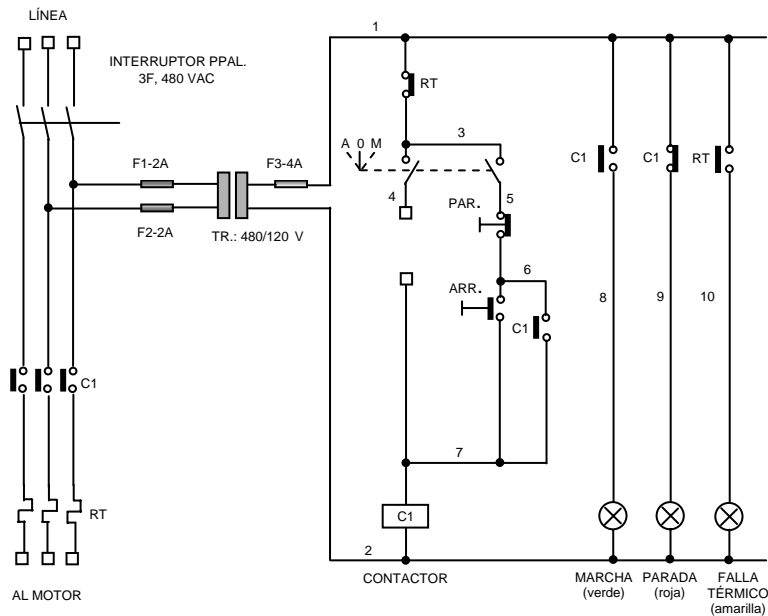 LÍNEA
INTERRUPTOR PPAL.
3F, 480 VAC
1
RT
A 0 M
3
F1-2A
F3-4A
F2-2A
TR.: 480/120 V
4
5
PAR.
C1
C1
RT
6
ARR.
C1
8
9
10
C1
7
RT
C1
2
AL MOTOR
CONTACTOR
MARCHA
(verde)
PARADA
(roja)
FALLA
TÉRMICO
(amarilla)